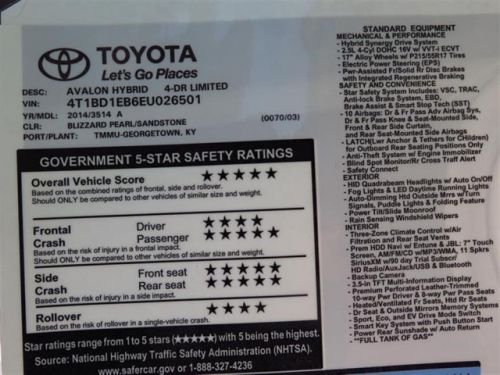 TOYOTA
Let's Go Places
DESC: AVALON HYBRID 4-DR LIMITED
VIN: 4T1BD1EB6EU026501
YR/MDL: 2014/3514 A
CLR: BLIZZARD PEARL/SANDSTONE (0070/03)
PORT/PLANT: TMMU-GEORGETOWN, KY
GOVERNMENT 5-STAR SAFETY RATINGS
Overall Vehicle Score ★★★★★
Based on the combined ratings of frontal, side and rollover.
Should ONLY be compared to other vehicles of similar size and weight.
Frontal Driver ★★★★
Crash Passenger ★★★★★
Based on the risk of injury in a frontal impact.
Should ONLY be compared to other vehicles of similar size and weight.
Side Front seat ★★★★★
Crash Rear seat ★★★★
Based on the risk of injury in a side impact.
Rollover ★★★★
Based on the risk of rollover in a single-vehicle crash.
Star ratings range from 1 to 5 stars (★★★★★) with 5 being the highest.
Source: National Highway Traffic Safety Administration (NHTSA).
www.safercar.gov or 1-888-327-4236
STANDARD EQUIPMENT
MECHANICAL & PERFORMANCE
- Hybrid Synergy Drive System
- 2.5L 4-Cyl DOHC 16V w/ VVT-i ECVT
- 17" Alloy Wheels w/ P215/55R17 Tires
- Electric Power Steering (EPS)
- Pwr-Assisted Fr/Solid Rr Disc Brakes
with Integrated Regenerative Braking
SAFETY AND CONVENIENCE
- Star Safety System Includes: VSC, TRAC,
Anti-lock Brake System, EBD,
Brake Assist & Smart Stop Tech (SST)
- 10 Airbags: Dr & Fr Pass Airbag Adv Sys,
Dr & Fr Pass Knee & Seat-Mounted Side,
Front & Rear Side Curtain,
and Rear Seat-Mounted Side Airbags
- LATCH(Lwr Anchor & Tethers for CHildren)
for Outboard Rear Seating Positions Only
- Anti-Theft System w/ Engine Immobilizer
- Blind Spot Monitor/Rr Cross Traff Alert
- Safety Connect
EXTERIOR
- HID Quadrabeam Headlights w/ Auto On/Off
- Fog Lights & LED Daytime Running Lights
- Auto-Dimming Htd Outside Mrrs w/Turn
Signals, Puddle Lights & Folding Feature
- Power Tilt/Slide Moonroof
- Rain Sensing Windshield Wipers
INTERIOR
- Three-Zone Climate Control w/Air
Filtration and Rear Seat Vents
- Prem HDD Navi w/ Entune & JBL: 7" Touch
Screen, AM/FM/CD w/MP3/WMA, 11 Spkrs
SiriusXM w/90 day Trial Subscr/
HD Radio/AuxJack/USB & Bluetooth
- Backup Camera
- 3.5-in TFT Multi-Information Display
- Premium Perforated Leather-Trimmed
10-way Pwr Driver & 8-way Pwr Pass Seats
- Heated/Ventilated Fr Seats, Htd Rr Seats
- Dr Seat & Outside Mirrors Memory System
- Sport, Eco, and EV Drive Mode Switch
- Smart Key System with Push Button Start
- Power Rear Sunshade w/ Auto Return
- **FULL TANK OF GAS**